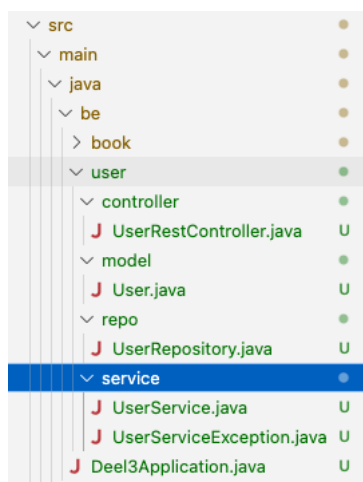 src
main
java
be
book
user
controller
J UserRestController.java U
model
J User.java U
repo
J UserRepository.java U
service
J UserService.java U
J UserServiceException.java U
J Deel3Application.java U